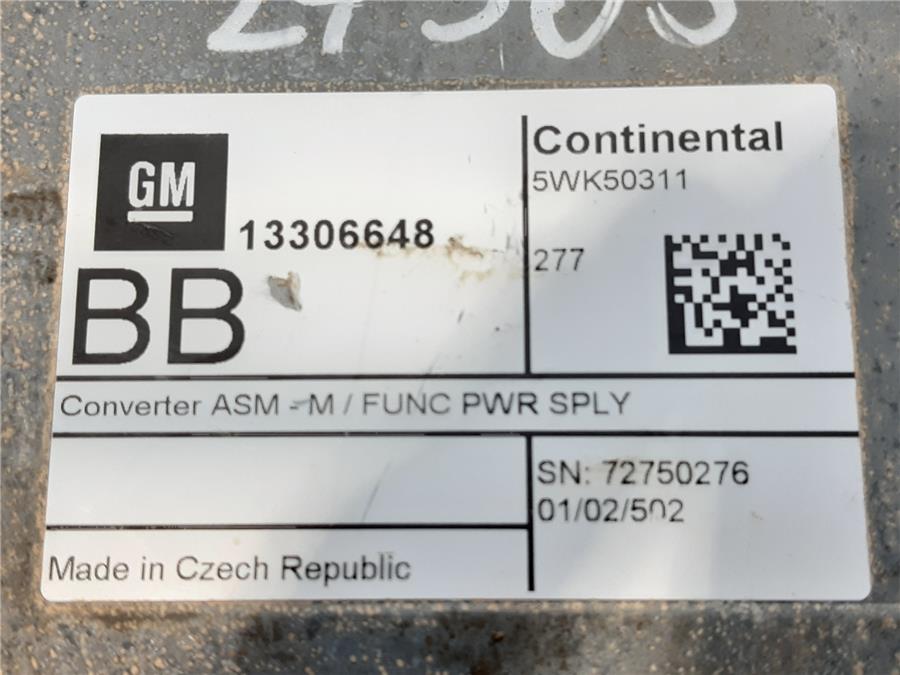 GM
13306648
BB
Continental
5WK50311
277
Converter ASM - M / FUNC PWR SPLY
SN: 72750276
01/02/502
Made in Czech Republic